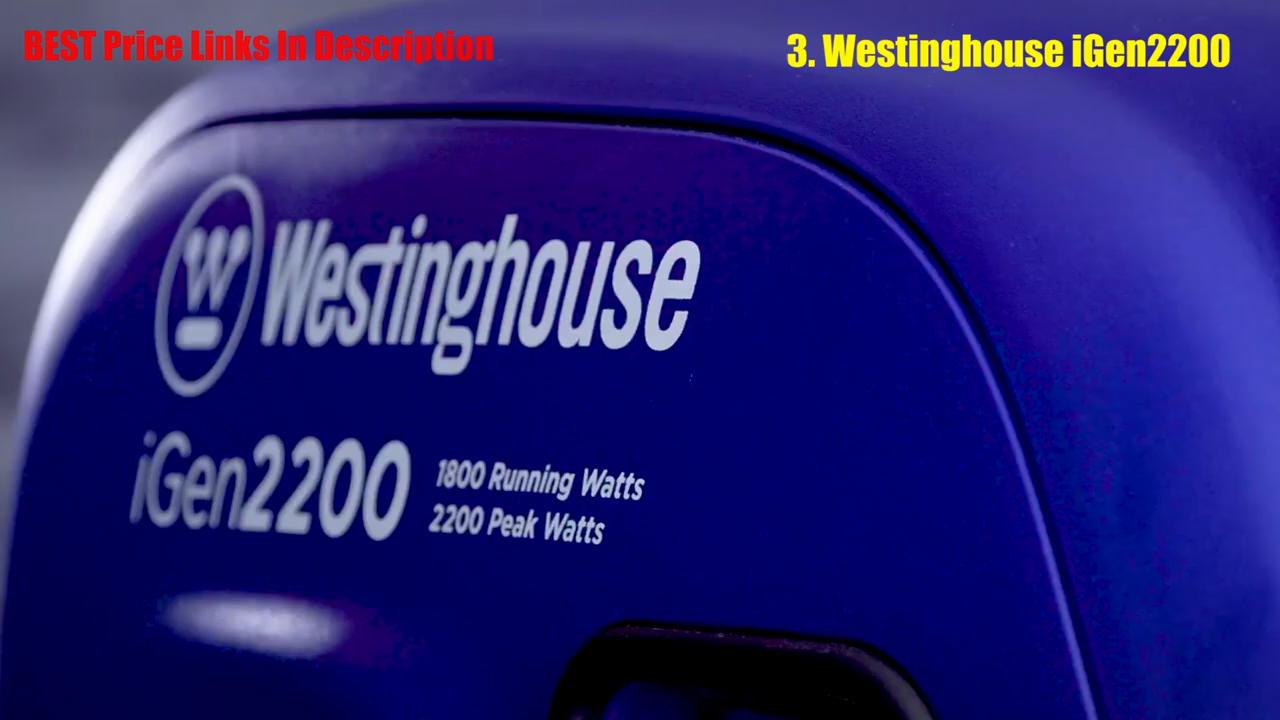 BEST Price Links In Description
3. Westinghouse iGen2200
W
Westinghouse
iGen2200
1800 Running Watts
2200 Peak Watts